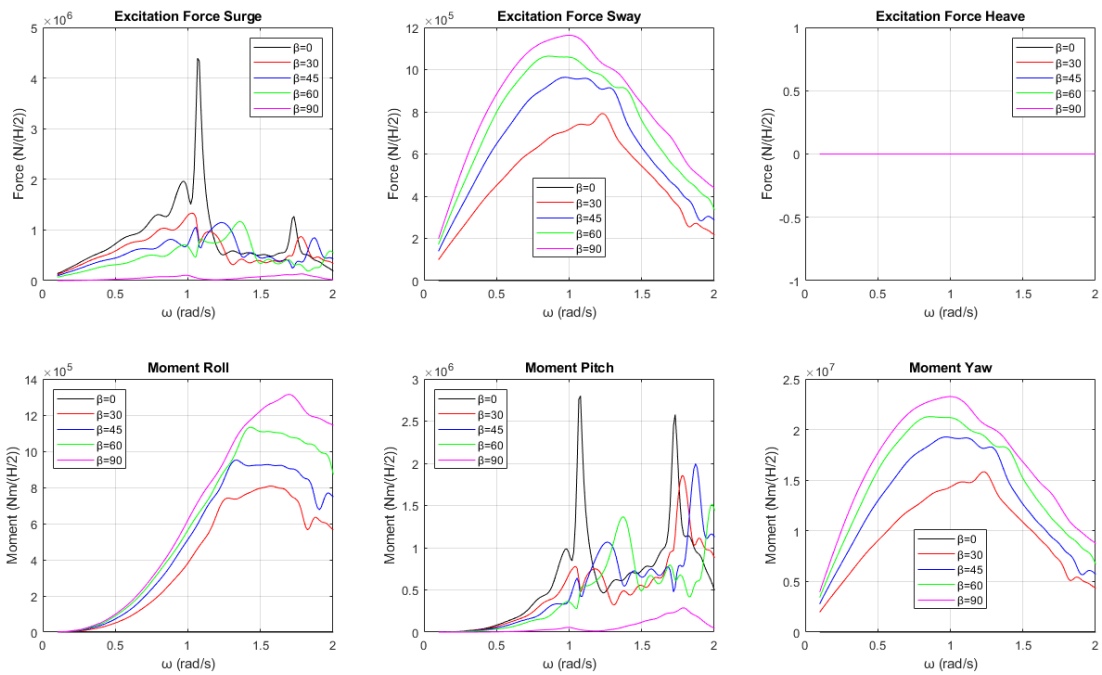 Excitation Force Surge
×10^6
5
4
3
2
1
0
Force (N/(H/2))
0 0.5 1 1.5 2
ω (rad/s)
β=0
β=30
β=45
β=60
β=90
Excitation Force Sway
×10^5
12
10
8
6
4
2
0
Force (N/(H/2))
0 0.5 1 1.5 2
ω (rad/s)
β=0
β=30
β=45
β=60
β=90
Excitation Force Heave
1
0.5
0
-0.5
-1
Force (N/(H/2))
0 0.5 1 1.5 2
ω (rad/s)
β=0
β=30
β=45
β=60
β=90
Moment Roll
×10^5
14
12
10
8
6
4
2
0
Moment (Nm/(H/2))
0 0.5 1 1.5 2
ω (rad/s)
β=0
β=30
β=45
β=60
β=90
Moment Pitch
×10^6
3
2.5
2
1.5
1
0.5
0
Moment (Nm/(H/2))
0 0.5 1 1.5 2
ω (rad/s)
β=0
β=30
β=45
β=60
β=90
Moment Yaw
×10^7
2.5
2
1.5
1
0.5
0
Moment (Nm/(H/2))
0 0.5 1 1.5 2
ω (rad/s)
β=0
β=30
β=45
β=60
β=90